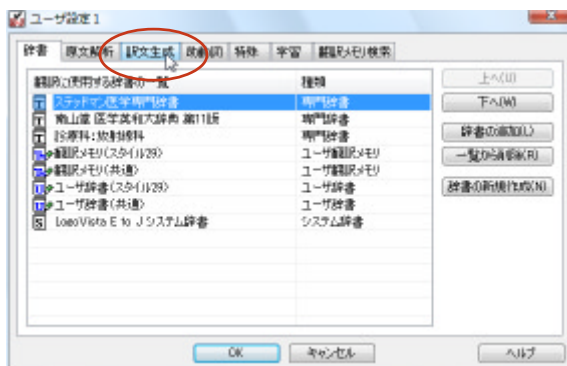 ユーザ設定1
辞書 原文解析 訳文生成 助動詞 特殊 学習 翻訳メモリ検索
翻訳に使用する辞書の一覧 種類
ステッドマン医学専門辞書 専門辞書
南山堂 医学英和大辞典 第11版 専門辞書
診療科:放射線科 専門辞書
翻訳メモリ(スタイル29) ユーザ翻訳メモリ
翻訳メモリ(共通) ユーザ翻訳メモリ
ユーザ辞書(スタイル29) ユーザ辞書
ユーザ辞書(共通) ユーザ辞書
LogoVista E to J システム辞書 システム辞書
上へ(U)
下へ(W)
辞書の追加(L)
一覧から削除(R)
辞書の新規作成(N)
OK キャンセル ヘルプ